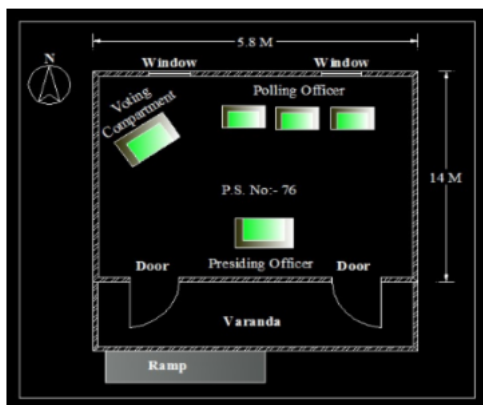 5.8 M
N
Window
Window
Voting
Compartment
Polling Officer
14 M
P.S. No:- 76
Door
Presiding Officer
Door
Varanda
Ramp